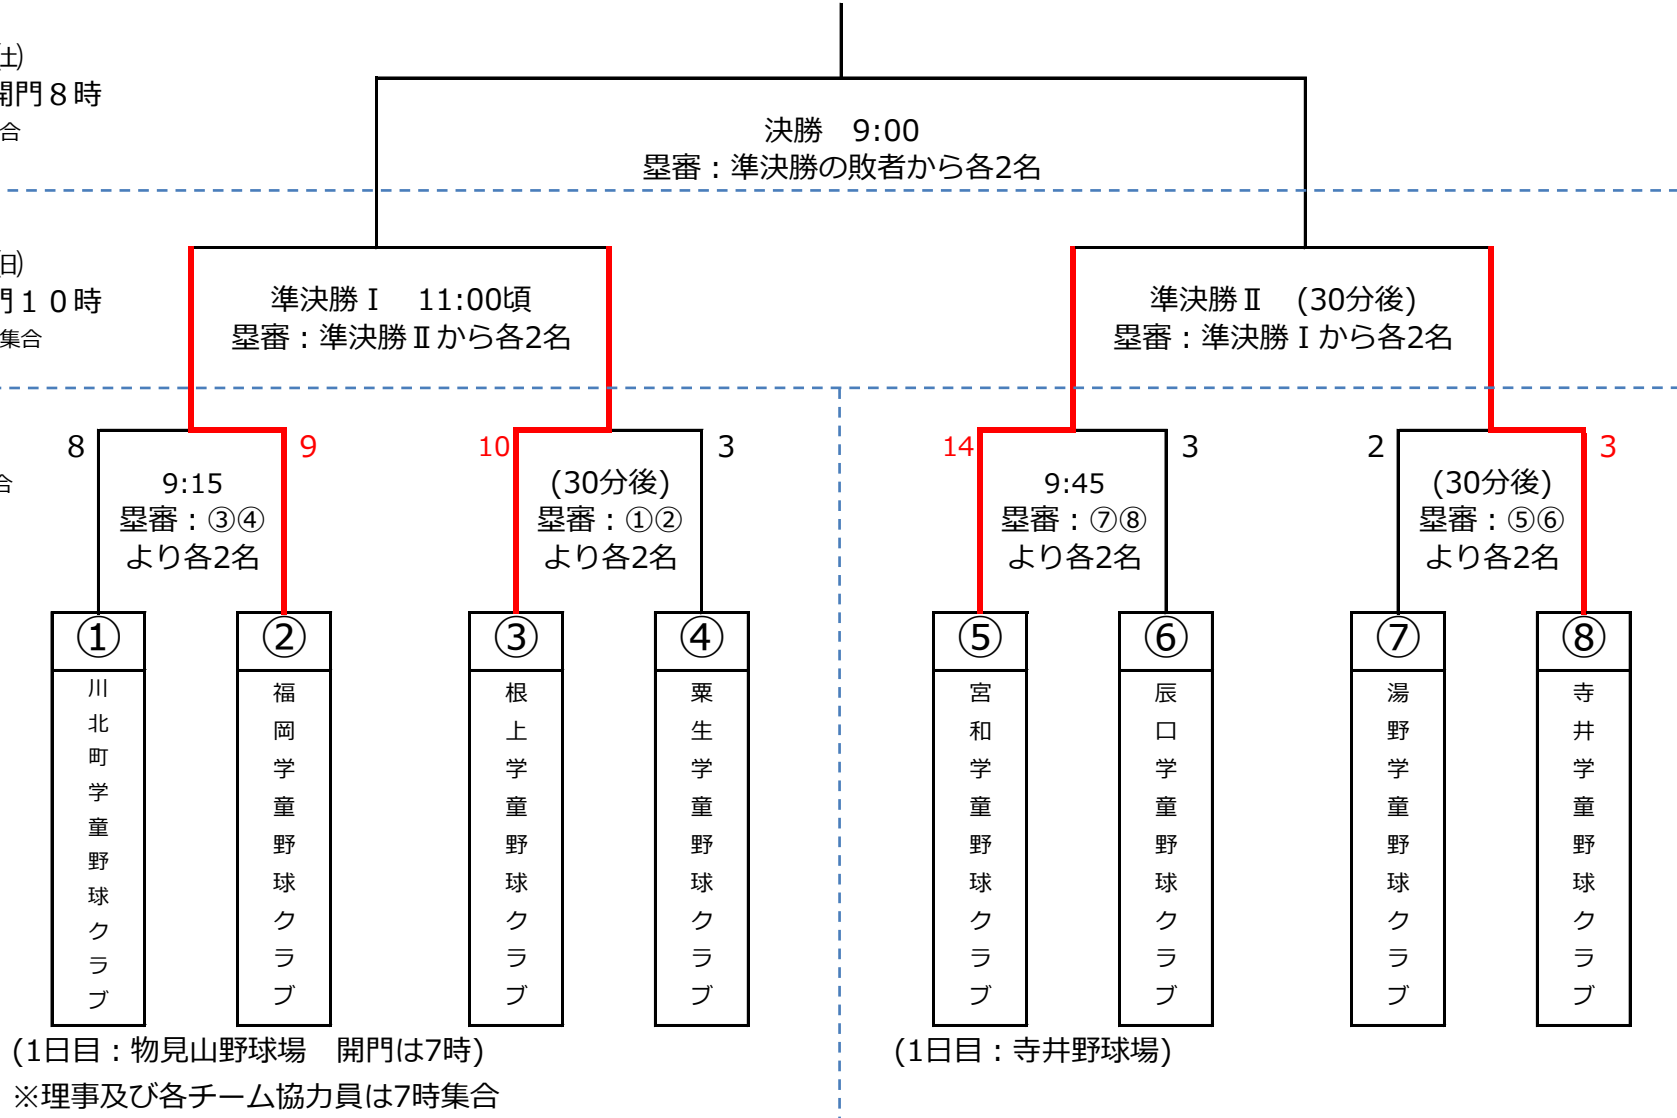 ㈯
開門８時
合
決勝　9:00
塁審：準決勝の敗者から各2名
㈰
門１０時
集合
準決勝Ⅰ　11:00頃
塁審：準決勝Ⅱから各2名
準決勝Ⅱ　(30分後)
塁審：準決勝Ⅰから各2名
合
8
9
9:15
塁審：③④
より各2名
10
3
(30分後)
塁審：①②
より各2名
14
3
9:45
塁審：⑦⑧
より各2名
2
3
(30分後)
塁審：⑤⑥
より各2名
①
川北町学童野球クラブ
②
福岡学童野球クラブ
③
根上学童野球クラブ
④
粟生学童野球クラブ
⑤
宮和学童野球クラブ
⑥
辰口学童野球クラブ
⑦
湯野学童野球クラブ
⑧
寺井学童野球クラブ
(1日目：物見山野球場　開門は7時)
※理事及び各チーム協力員は7時集合
(1日目：寺井野球場)